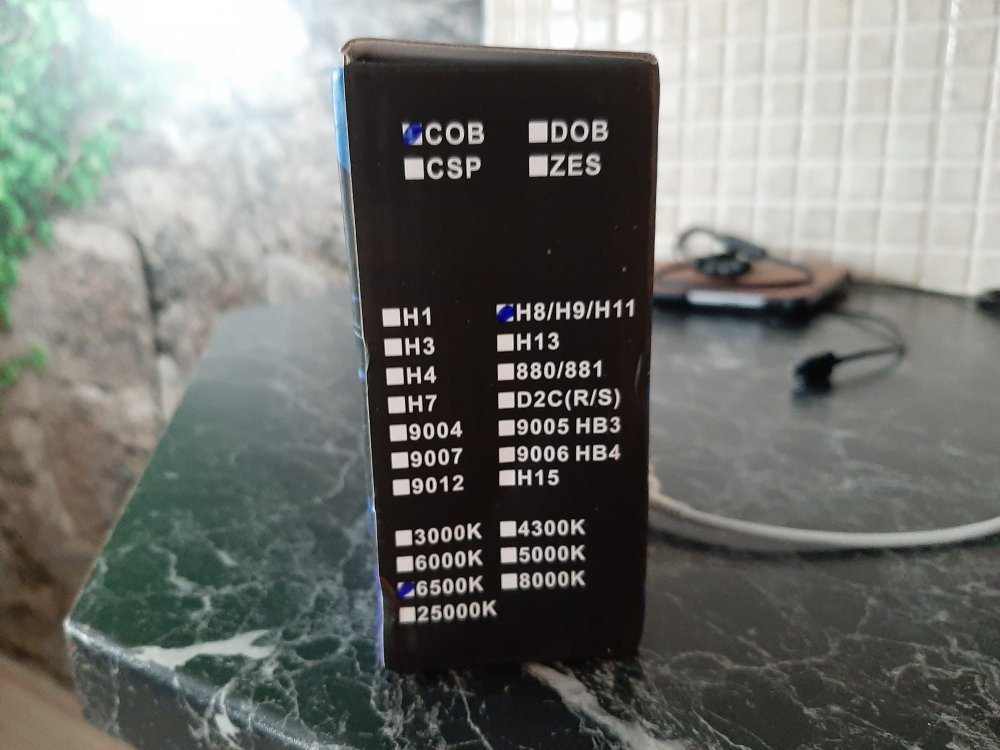 COB DOB
CSP ZES
H1 H8/H9/H11
H3 H13
H4 880/881
H7 D2C(R/S)
9004 9005 HB3
9007 9006 HB4
9012 H15
3000K 4300K
6000K 5000K
6500K 8000K
25000K